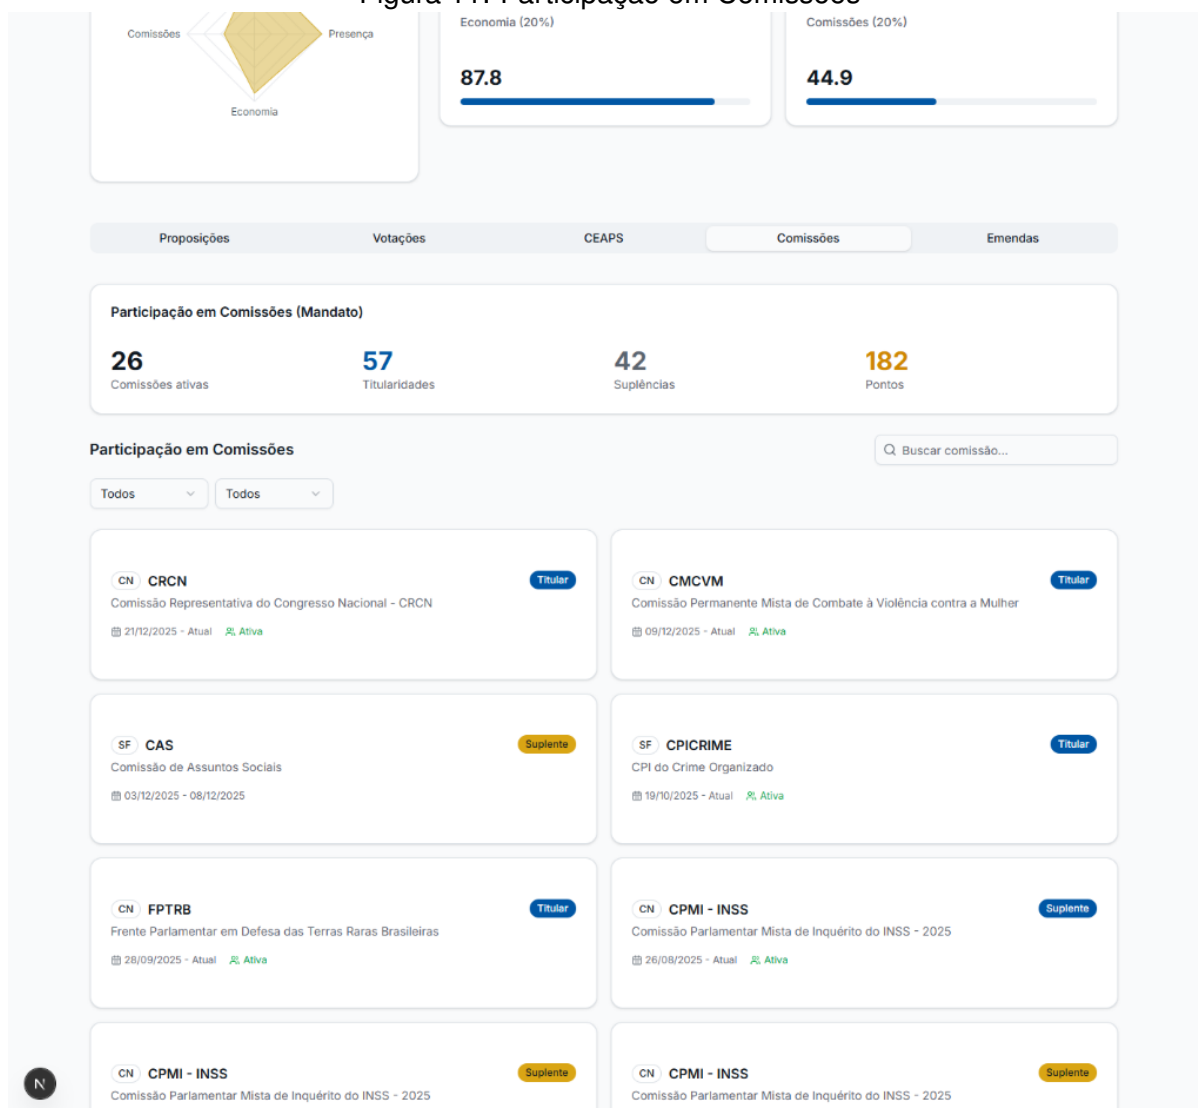 Comissões
Presença
Economia
Economia (20%)
87.8
Comissões (20%)
44.9
Proposições
Votações
CEAPS
Comissões
Emendas
Participação em Comissões (Mandato)
26
57
42
182
Comissões ativas
Titularidades
Suplências
Pontos
Participação em Comissões
Buscar comissão...
Todos
Todos
CN CRCN
Titular
Comissão Representativa do Congresso Nacional - CRCN
21/12/2025 - Atual Ativa
CN CMCVM
Titular
Comissão Permanente Mista de Combate à Violência contra a Mulher
09/12/2025 - Atual Ativa
SF CAS
Suplente
Comissão de Assuntos Sociais
03/12/2025 - 08/12/2025
SF CPICRIME
Titular
CPI do Crime Organizado
19/10/2025 - Atual Ativa
CN FPTRB
Titular
Frente Parlamentar em Defesa das Terras Raras Brasileiras
28/09/2025 - Atual Ativa
CN CPMI - INSS
Suplente
Comissão Parlamentar Mista de Inquérito do INSS - 2025
26/08/2025 - Atual Ativa
CN CPMI - INSS
Suplente
Comissão Parlamentar Mista de Inquérito do INSS - 2025
CN CPMI - INSS
Suplente
Comissão Parlamentar Mista de Inquérito do INSS - 2025
N